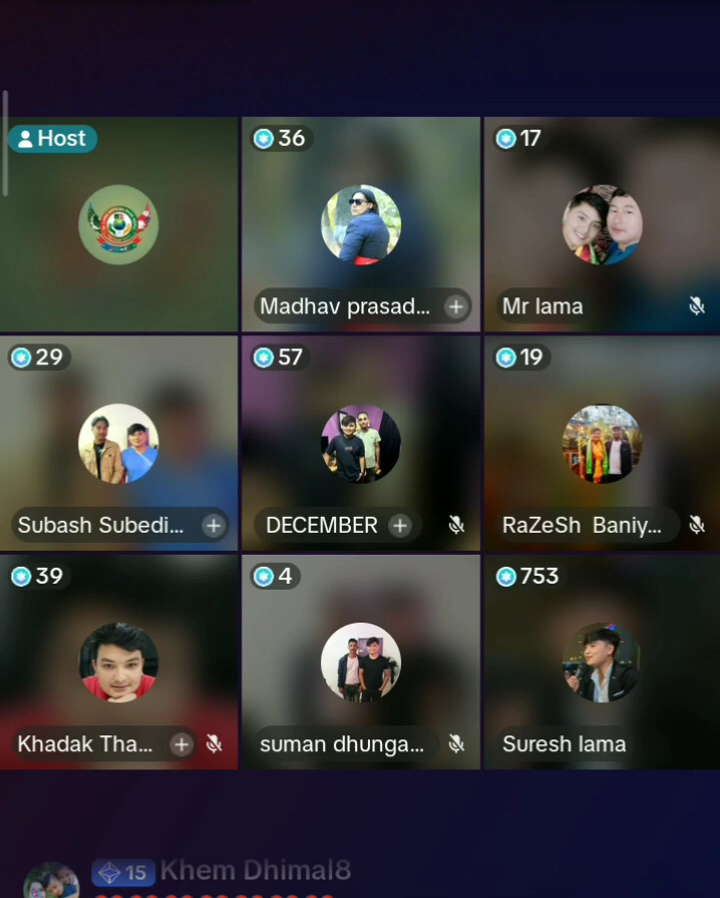 Host
36
17
Madhav prasad...
Mr lama
29
57
19
Subash Subedi...
DECEMBER
RaZeSh Baniy...
39
4
753
Khadak Tha...
suman dhunga...
Suresh lama
15 Khem Dhimal8